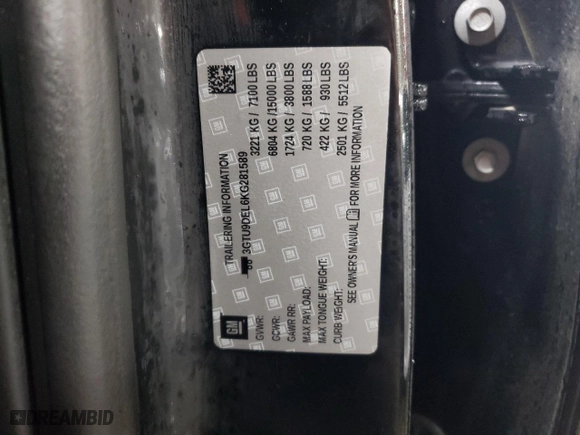 TRAILERING INFORMATION
3GTU9DEL6KG281589
GM
GVWR: 3221 KG / 7100 LBS
GCWR: 6804 KG /15000 LBS
GAWR RR: 1724 KG / 3800 LBS
MAX PAYLOAD: 720 KG / 1588 LBS
MAX TONGUE WEIGHT: 422 KG / 930 LBS
CURB WEIGHT: 2501 KG / 5512 LBS
SEE OWNER'S MANUAL FOR MORE INFORMATION
DREAMBID